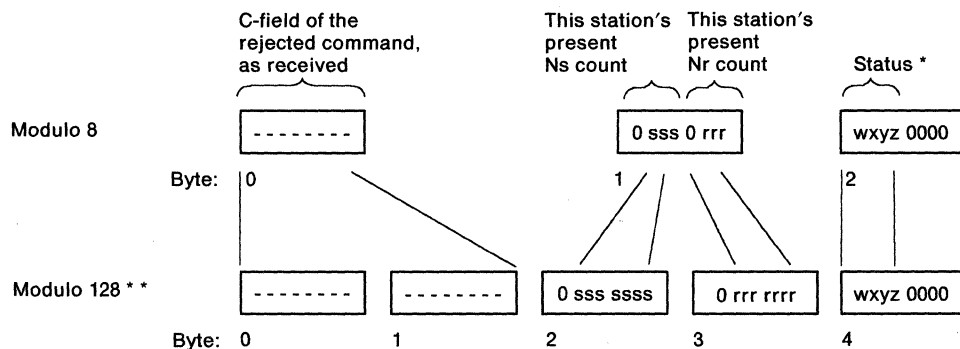 C-field of the
rejected command,
as received
This station's
present
Ns count
This station's
present
Nr count
Status *
Modulo 8
- - - - - - - -
0 sss 0 rrr
wxyz 0000
Byte: 0 1 2
Modulo 128 * *
- - - - - - - -
- - - - - - - -
0 sss ssss
0 rrr rrrr
wxyz 0000
Byte: 0 1 2 3 4